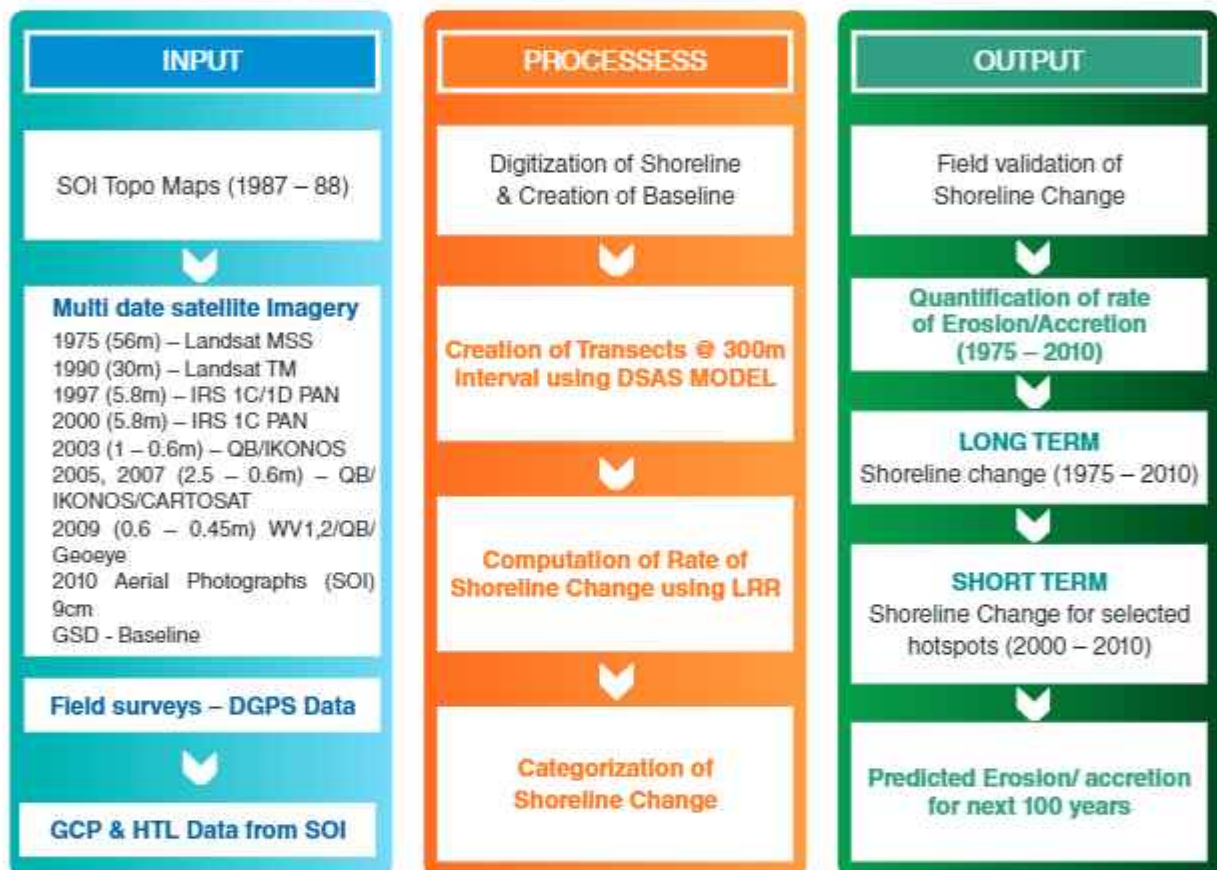 INPUT
SOI Topo Maps (1987 – 88)
Multi date satellite Imagery
1975 (56m) – Landsat MSS
1990 (30m) – Landsat TM
1997 (5.8m) – IRS 1C/1D PAN
2000 (5.8m) – IRS 1C PAN
2003 (1 – 0.6m) – QB/IKONOS
2005, 2007 (2.5 – 0.6m) – QB/
IKONOS/CARTOSAT
2009 (0.6 – 0.45m) WV1,2/QB/
Geoeye
2010 Aerial Photographs (SOI)
9cm
GSD - Baseline
Field surveys – DGPS Data
GCP & HTL Data from SOI
PROCESSESS
Digitization of Shoreline
& Creation of Baseline
Creation of Transects @ 300m
interval using DSAS MODEL
Computation of Rate of
Shoreline Change using LRR
Categorization of
Shoreline Change
OUTPUT
Field validation of
Shoreline Change
Quantification of rate
of Erosion/Accretion
(1975 – 2010)
LONG TERM
Shoreline change (1975 – 2010)
SHORT TERM
Shoreline Change for selected
hotspots (2000 – 2010)
Predicted Erosion/ accretion
for next 100 years